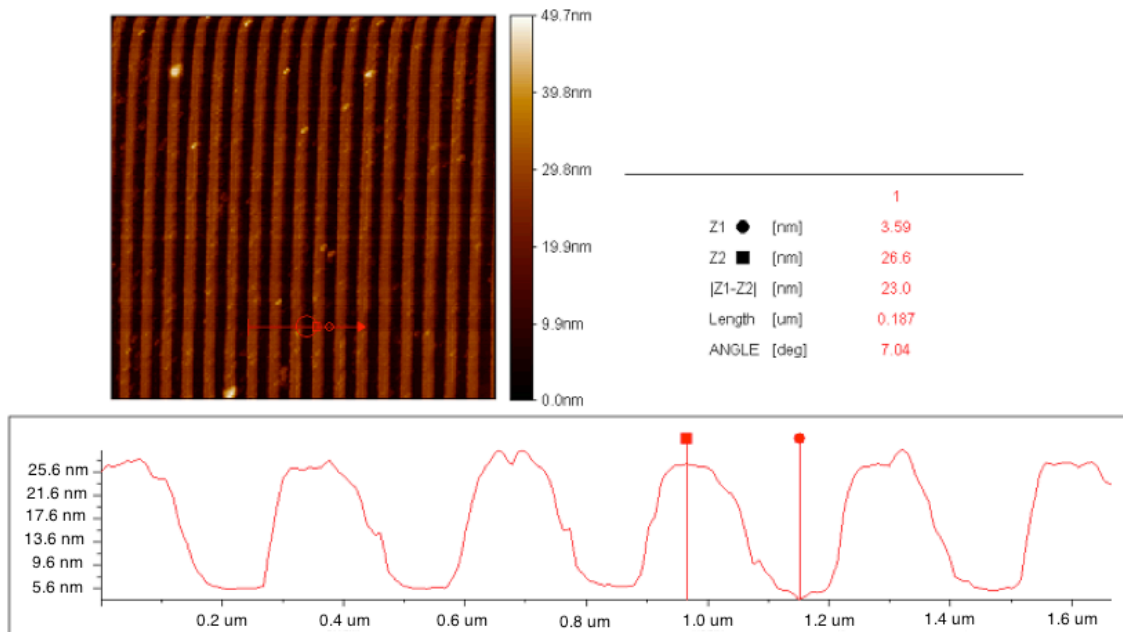 49.7nm
39.8nm
29.8nm
19.9nm
9.9nm
0.0nm
1
Z1 ● [nm] 3.59
Z2 ■ [nm] 26.6
|Z1-Z2| [nm] 23.0
Length [um] 0.187
ANGLE [deg] 7.04
25.6 nm
21.6 nm
17.6 nm
13.6 nm
9.6 nm
5.6 nm
0.2 um 0.4 um 0.6 um 0.8 um 1.0 um 1.2 um 1.4 um 1.6 um